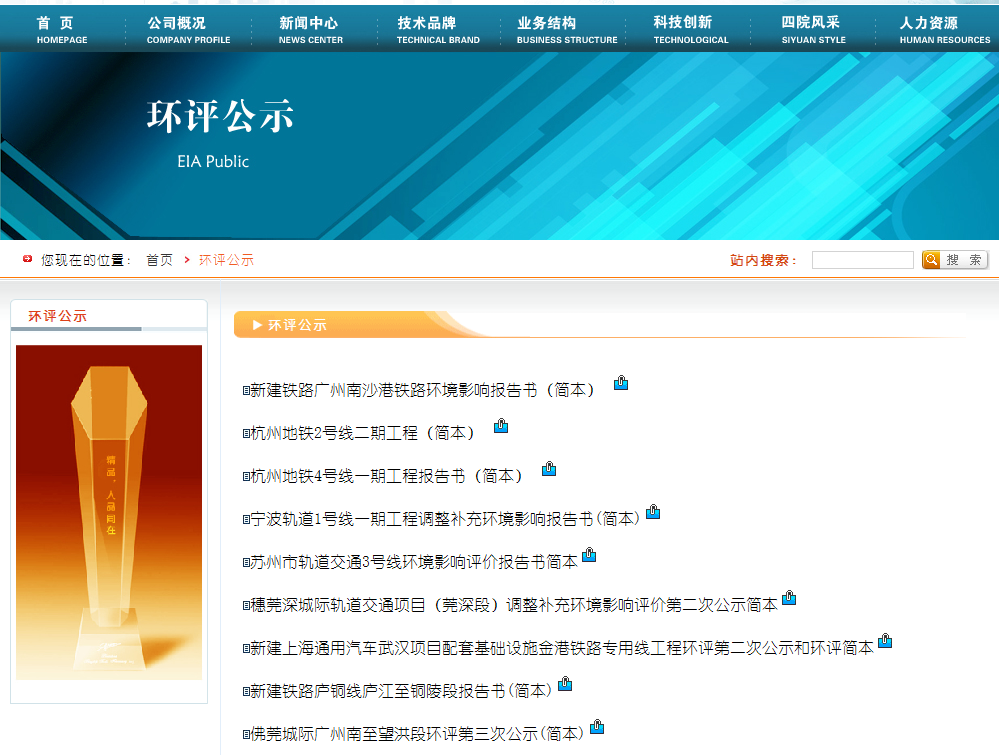 首 页 公司概况 新闻中心 技术品牌 业务结构 科技创新 四院风采 人力资源
HOMEPAGE COMPANY PROFILE NEWS CENTER TECHNICAL BRAND BUSINESS STRUCTURE TECHNOLOGICAL SIYUAN STYLE HUMAN RESOURCES
环评公示
EIA Public
您现在的位置： 首页 > 环评公示 站内搜索： 搜 索
环评公示
精品、人品同在
环评公示
新建铁路广州南沙港铁路环境影响报告书（简本）
杭州地铁2号线二期工程（简本）
杭州地铁4号线一期工程报告书（简本）
宁波轨道1号线一期工程调整补充环境影响报告书(简本)
苏州市轨道交通3号线环境影响评价报告书简本
穗莞深城际轨道交通项目（莞深段）调整补充环境影响评价第二次公示简本
新建上海通用汽车武汉项目配套基础设施金港铁路专用线工程环评第二次公示和环评简本
新建铁路庐铜线庐江至铜陵段报告书(简本)
佛莞城际广州南至望洪段环评第三次公示(简本)